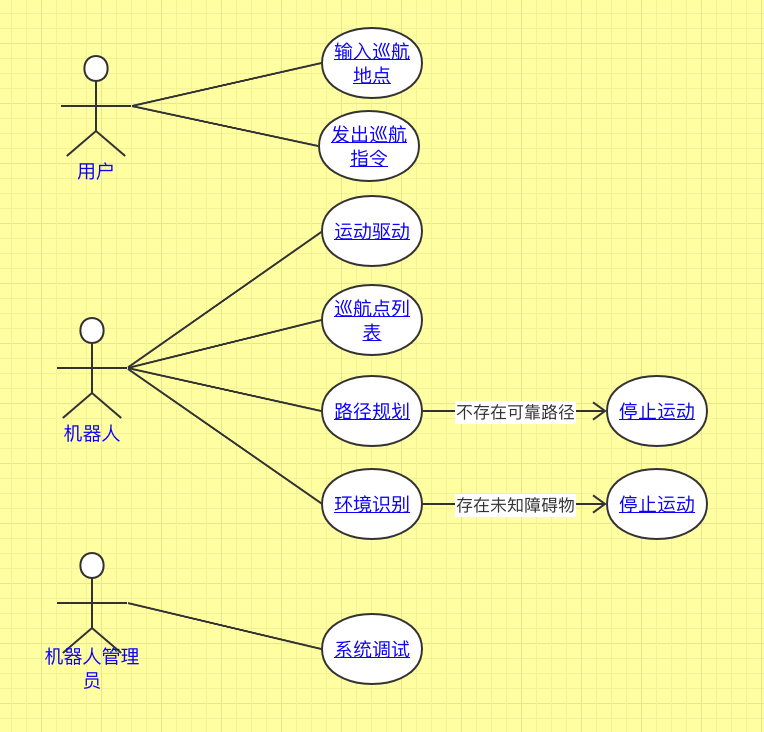 输入巡航
地点
发出巡航
指令
用户
运动驱动
巡航点列
表
路径规划
不存在可靠路径
停止运动
机器人
环境识别
存在未知障碍物
停止运动
系统调试
机器人管理
员